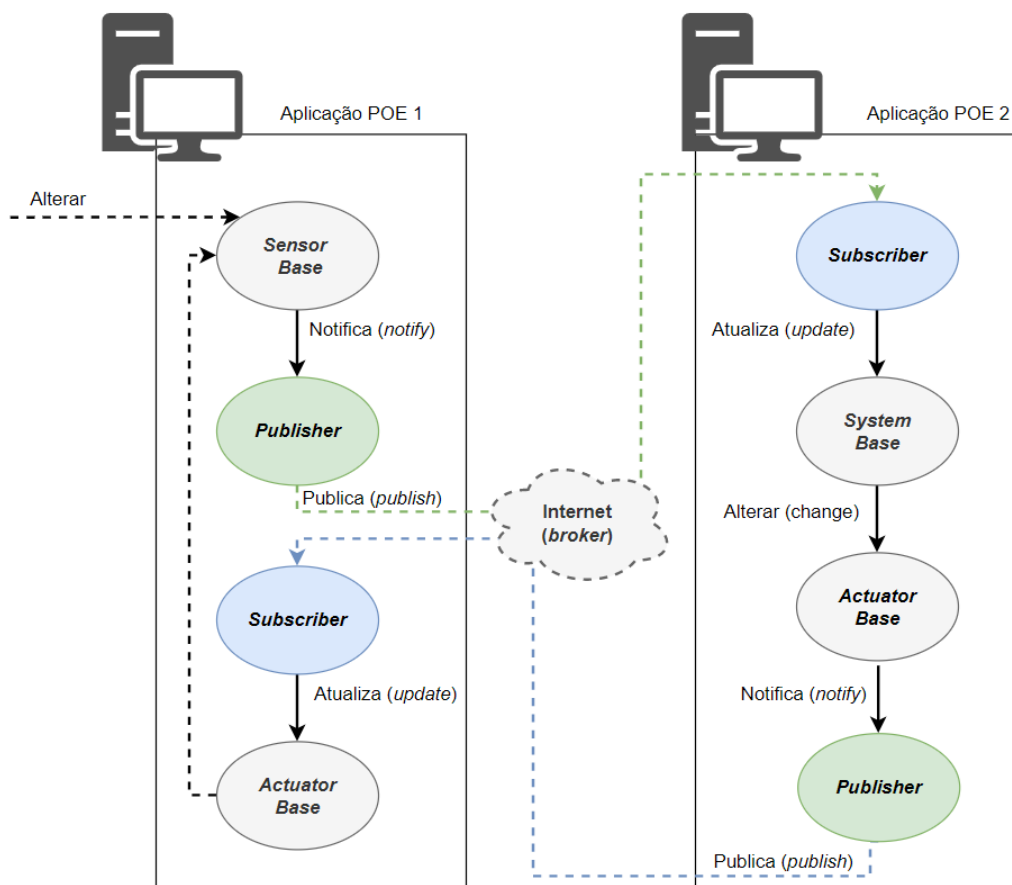 Aplicação POE 1
Alterar
Sensor
Base
Notifica (notify)
Publisher
Publica (publish)
Subscriber
Atualiza (update)
Actuator
Base
Internet
(broker)
Aplicação POE 2
Subscriber
Atualiza (update)
System
Base
Alterar (change)
Actuator
Base
Notifica (notify)
Publisher
Publica (publish)